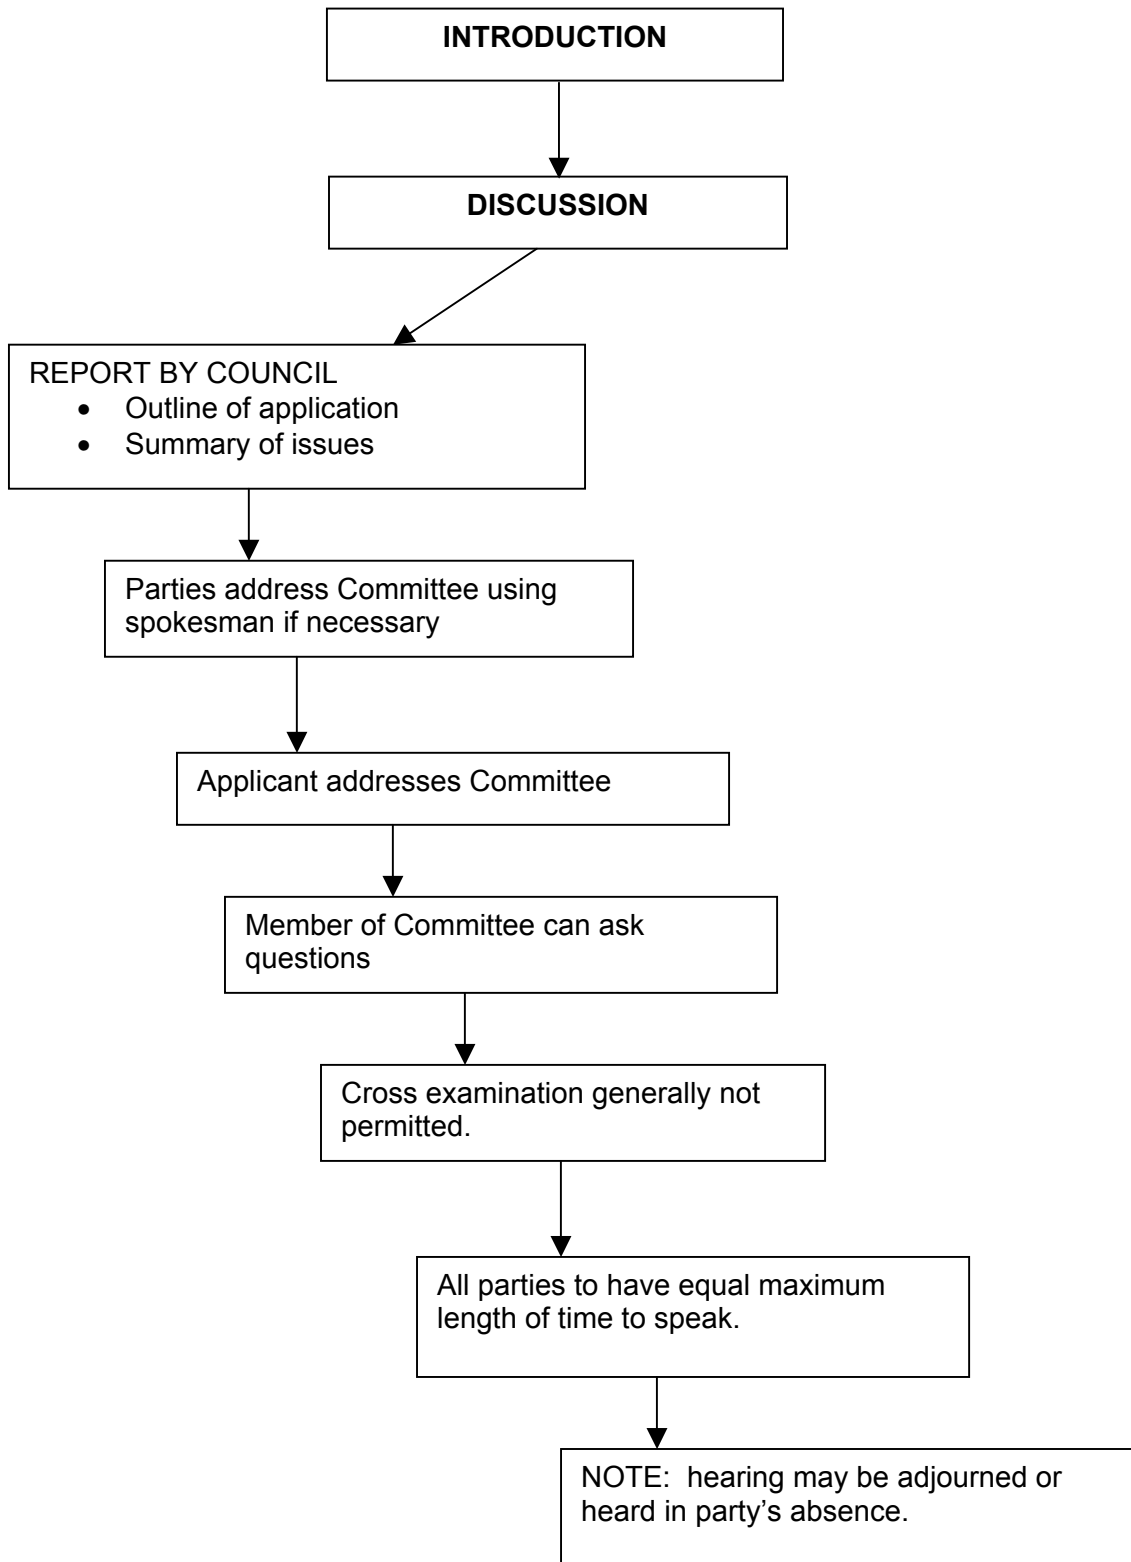 INTRODUCTION
DISCUSSION
REPORT BY COUNCIL
• Outline of application
• Summary of issues
Parties address Committee using
spokesman if necessary
Applicant addresses Committee
Member of Committee can ask
questions
Cross examination generally not
permitted.
All parties to have equal maximum
length of time to speak.
NOTE:  hearing may be adjourned or
heard in party’s absence.